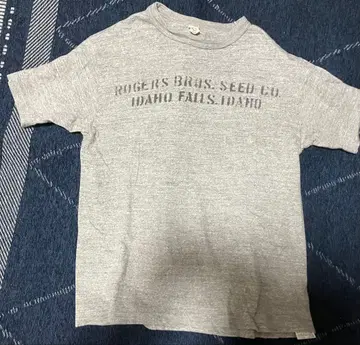 ROGERS BROS. SEED CO.
IDAHO FALLS, IDAHO